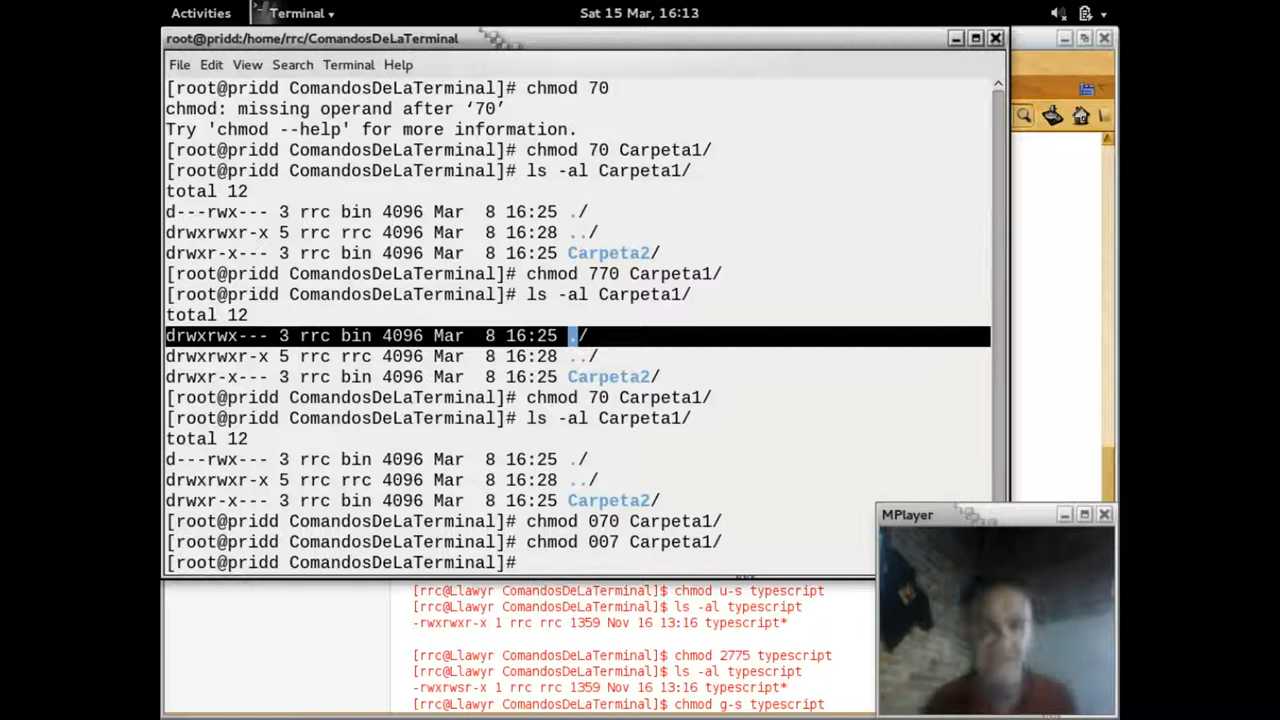 Activities Terminal Sat 15 Mar, 16:13
root@pridd:/home/rrc/ComandosDeLaTerminal
File Edit View Search Terminal Help
[root@pridd ComandosDeLaTerminal]# chmod 70
chmod: missing operand after ‘70’
Try 'chmod --help' for more information.
[root@pridd ComandosDeLaTerminal]# chmod 70 Carpeta1/
[root@pridd ComandosDeLaTerminal]# ls -al Carpeta1/
total 12
d---rwx--- 3 rrc bin 4096 Mar  8 16:25 ./
drwxrwxr-x 5 rrc rrc 4096 Mar  8 16:28 ../
drwxr-x--- 3 rrc bin 4096 Mar  8 16:25 Carpeta2/
[root@pridd ComandosDeLaTerminal]# chmod 770 Carpeta1/
[root@pridd ComandosDeLaTerminal]# ls -al Carpeta1/
total 12
drwxrwx--- 3 rrc bin 4096 Mar  8 16:25 ./
drwxrwxr-x 5 rrc rrc 4096 Mar  8 16:28 ../
drwxr-x--- 3 rrc bin 4096 Mar  8 16:25 Carpeta2/
[root@pridd ComandosDeLaTerminal]# chmod 70 Carpeta1/
[root@pridd ComandosDeLaTerminal]# ls -al Carpeta1/
total 12
d---rwx--- 3 rrc bin 4096 Mar  8 16:25 ./
drwxrwxr-x 5 rrc rrc 4096 Mar  8 16:28 ../
drwxr-x--- 3 rrc bin 4096 Mar  8 16:25 Carpeta2/
[root@pridd ComandosDeLaTerminal]# chmod 070 Carpeta1/
[root@pridd ComandosDeLaTerminal]# chmod 007 Carpeta1/
[root@pridd ComandosDeLaTerminal]#
MPlayer
[rrc@Llawyr ComandosDeLaTerminal]$ chmod u-s typescript
[rrc@Llawyr ComandosDeLaTerminal]$ ls -al typescript
-rwxrwxr-x 1 rrc rrc 1359 Nov 16 13:16 typescript*
[rrc@Llawyr ComandosDeLaTerminal]$ chmod 2775 typescript
[rrc@Llawyr ComandosDeLaTerminal]$ ls -al typescript
-rwxrwsr-x 1 rrc rrc 1359 Nov 16 13:16 typescript*
[rrc@Llawyr ComandosDeLaTerminal]$ chmod g-s typescript